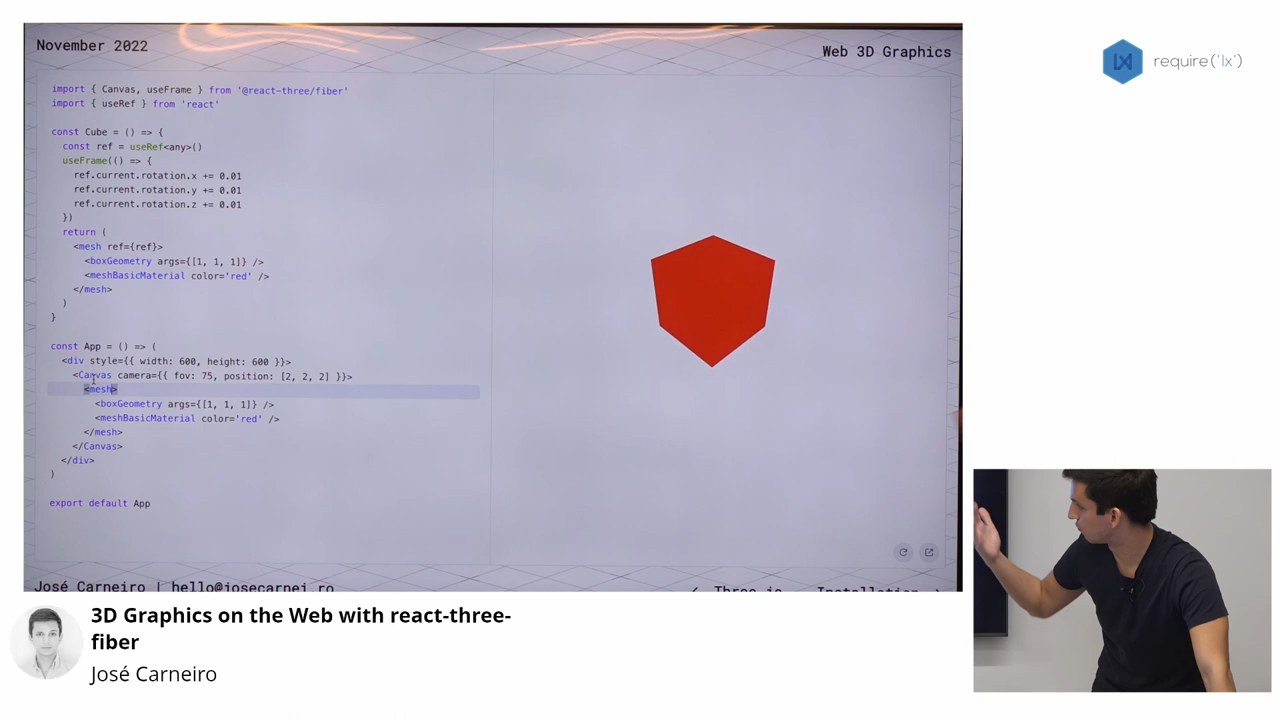 November 2022
Web 3D Graphics
require('lx')
import { Canvas, useFrame } from '@react-three/fiber'
import { useRef } from 'react'
const Cube = () => {
const ref = useRef<any>()
useFrame(() => {
ref.current.rotation.x += 0.01
ref.current.rotation.y += 0.01
ref.current.rotation.z += 0.01
})
return (
<mesh ref={ref}>
<boxGeometry args={[1, 1, 1]} />
<meshBasicMaterial color='red' />
</mesh>
)
}
const App = () => (
<div style={{ width: 600, height: 600 }}>
<Canvas camera={{ fov: 75, position: [2, 2, 2] }}>
<mesh>
<boxGeometry args={[1, 1, 1]} />
<meshBasicMaterial color='red' />
</mesh>
</Canvas>
</div>
)
export default App
José Carneiro | hello@josecarnei.ro
< Three.js
Installation >
3D Graphics on the Web with react-three-
fiber
José Carneiro